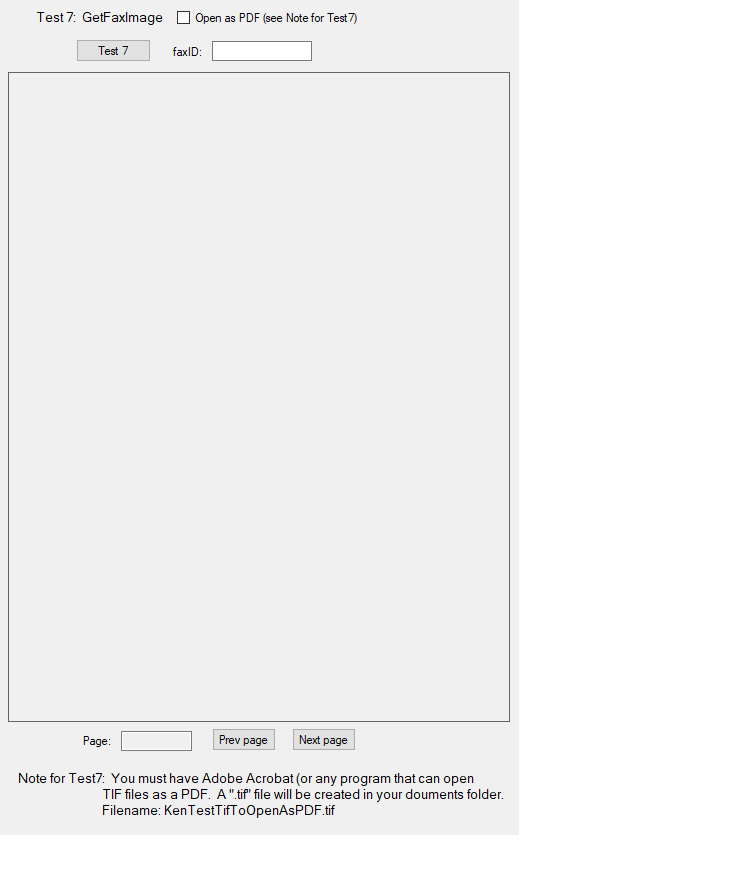 Test 7:  GetFaxImage
Open as PDF (see Note for Test7)
Test 7
faxID:
Page:
Prev page
Next page
Note for Test7:  You must have Adobe Acrobat (or any program that can open
TIF files as a PDF.  A ".tif" file will be created in your douments folder.
Filename: KenTestTifToOpenAsPDF.tif